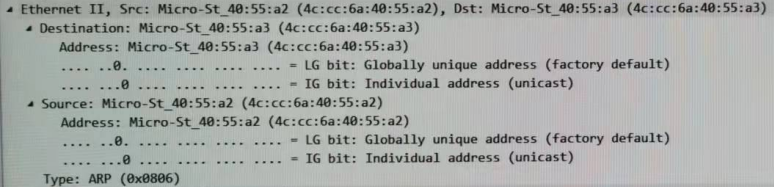 Ethernet II, Src: Micro-St_40:55:a2 (4c:cc:6a:40:55:a2), Dst: Micro-St_40:55:a3 (4c:cc:6a:40:55:a3)
Destination: Micro-St_40:55:a3 (4c:cc:6a:40:55:a3)
Address: Micro-St_40:55:a3 (4c:cc:6a:40:55:a3)
.... ..0. .... .... .... .... = LG bit: Globally unique address (factory default)
.... ...0 .... .... .... .... = IG bit: Individual address (unicast)
Source: Micro-St_40:55:a2 (4c:cc:6a:40:55:a2)
Address: Micro-St_40:55:a2 (4c:cc:6a:40:55:a2)
.... ..0. .... .... .... .... = LG bit: Globally unique address (factory default)
.... ...0 .... .... .... .... = IG bit: Individual address (unicast)
Type: ARP (0x0806)